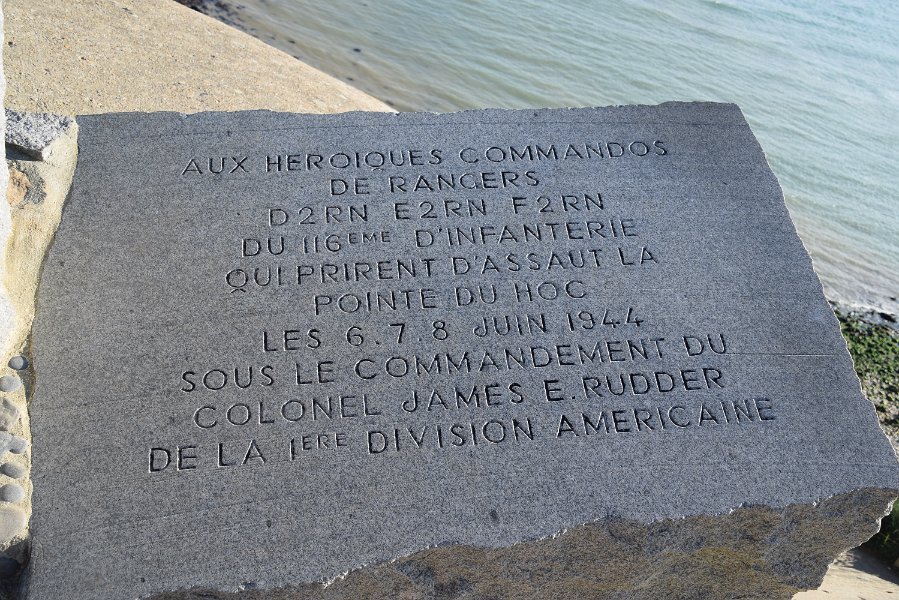 AUX HEROIQUES COMMANDOS
DE RANGERS
D2RN E2RN F2RN
DU 116EME D'INFANTERIE
QUI PRIRENT D'ASSAUT LA
POINTE DU HOC
LES 6.7.8 JUIN 1944
SOUS LE COMMANDEMENT DU
COLONEL JAMES E.RUDDER
DE LA 1ERE DIVISION AMERICAINE